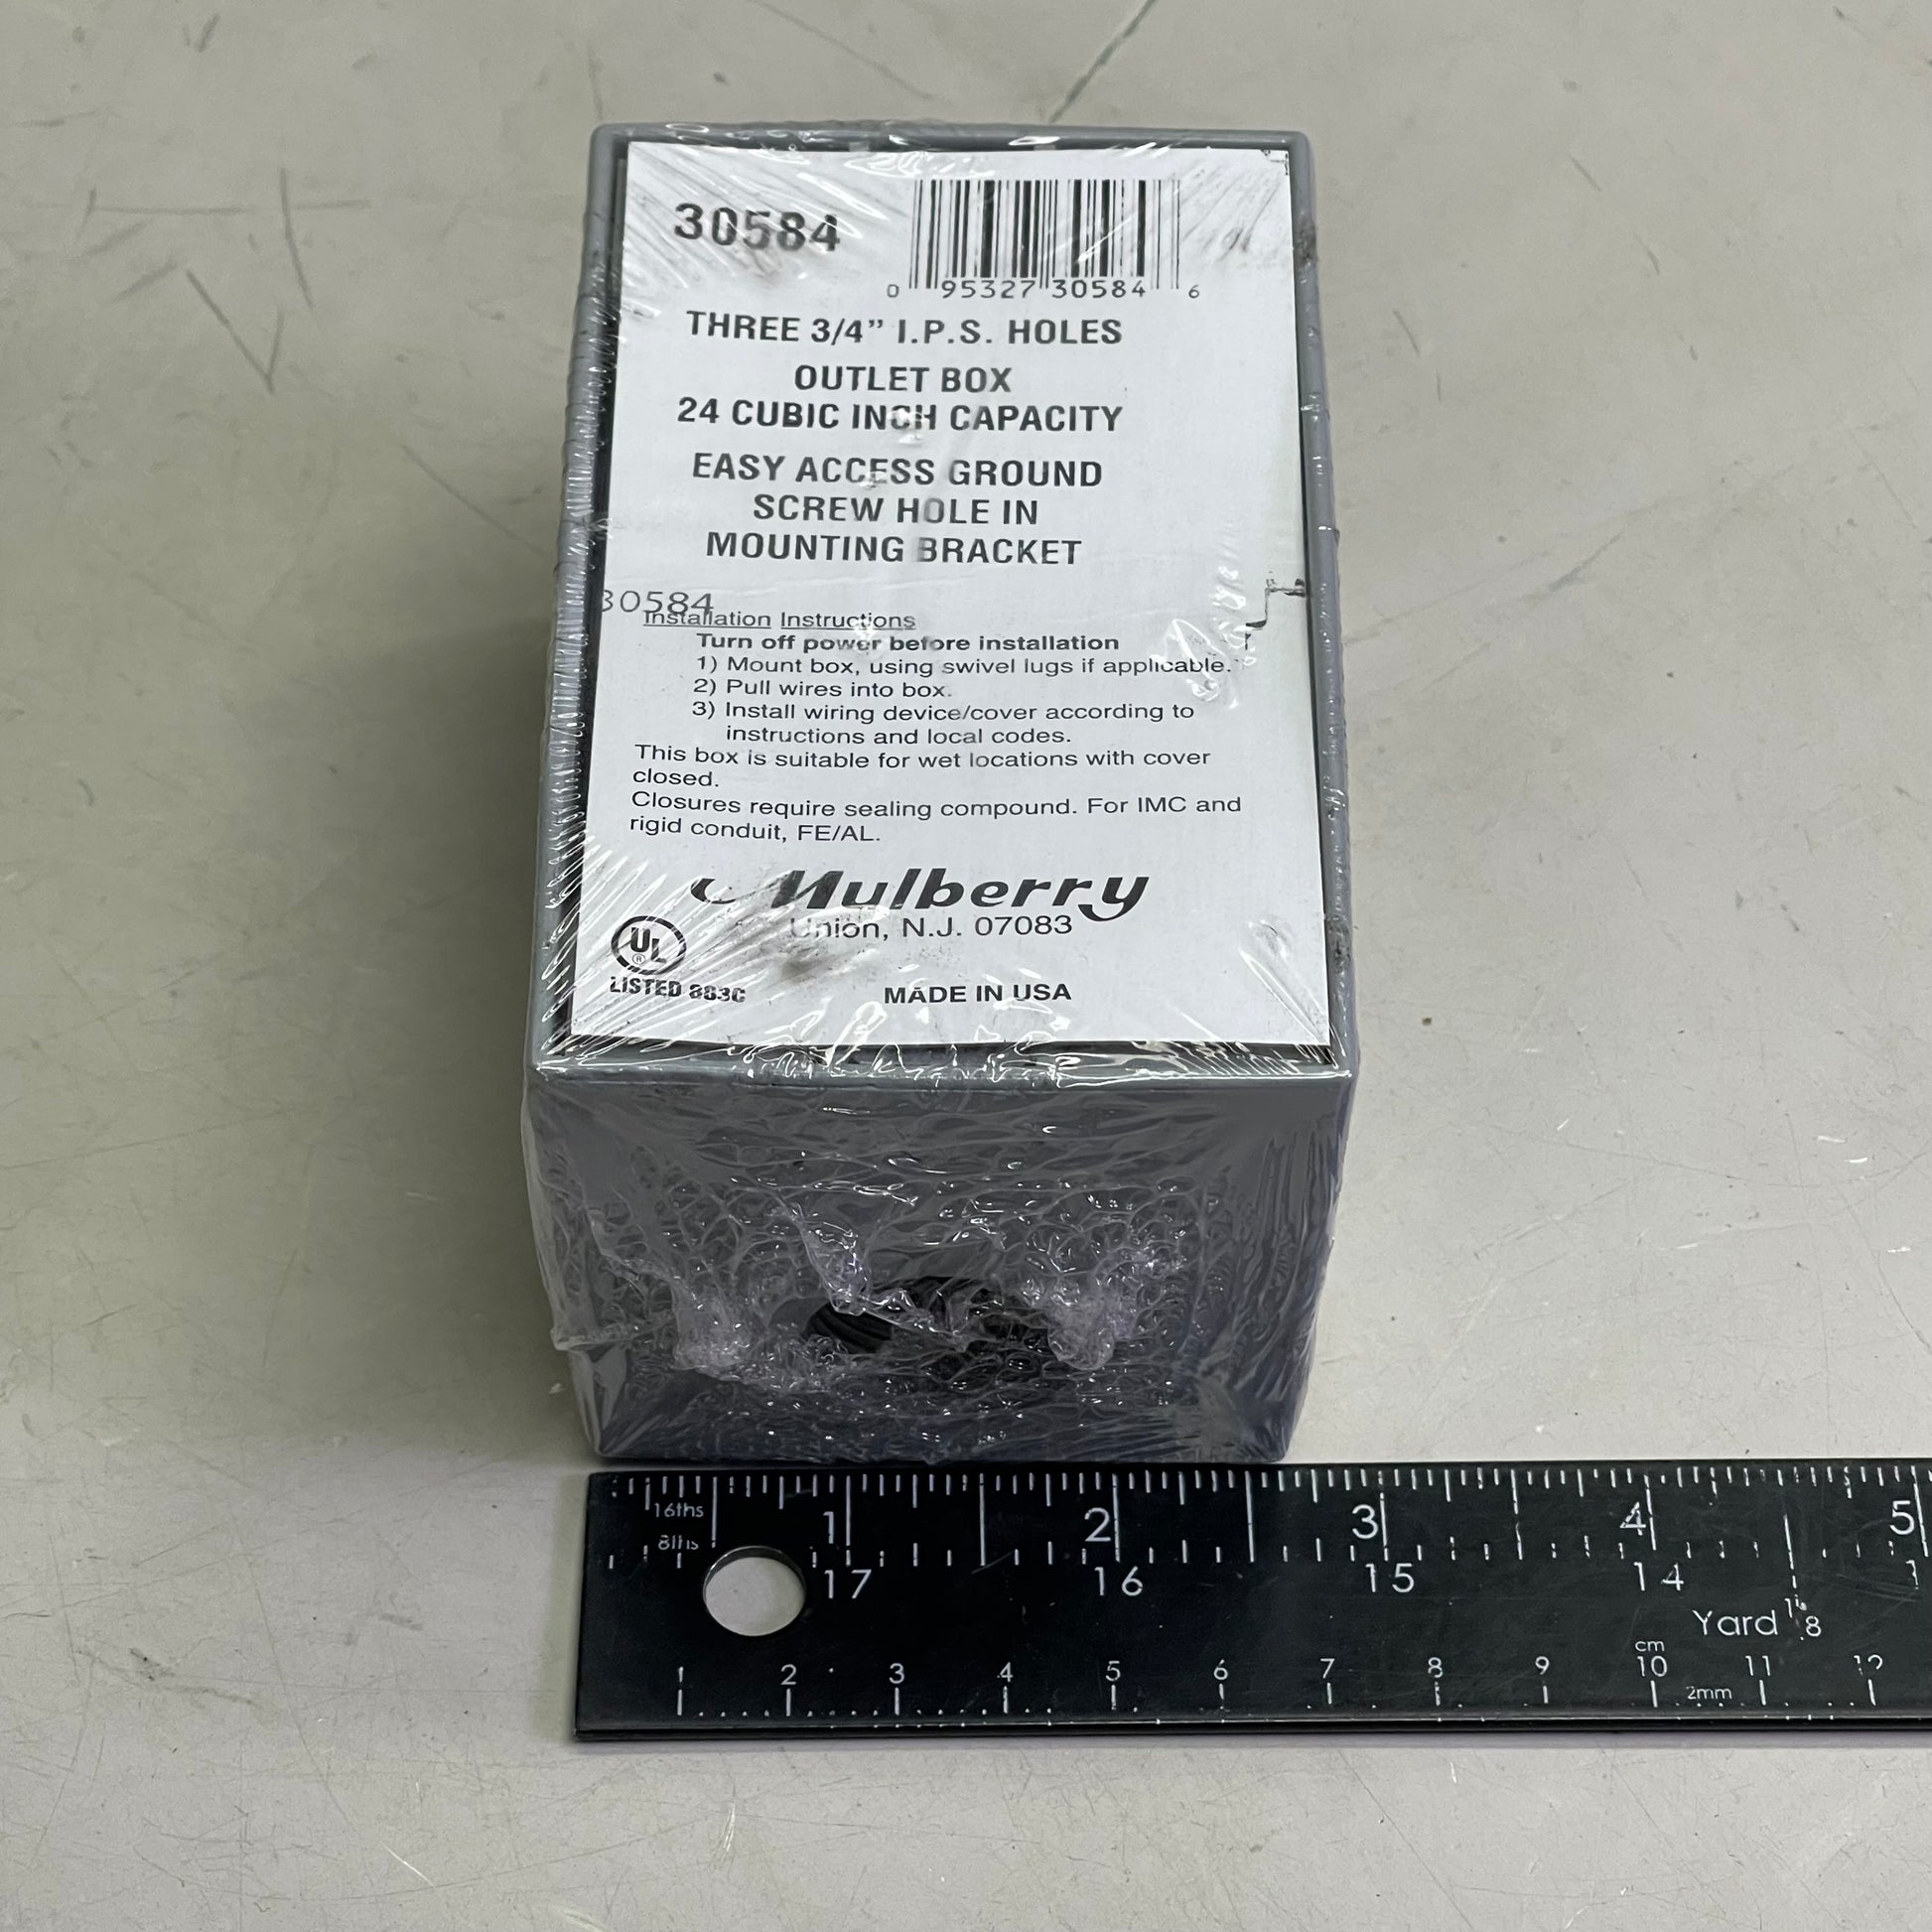 30584
0 95327 30584 6
THREE 3/4” I.P.S. HOLES
OUTLET BOX
24 CUBIC INCH CAPACITY
EASY ACCESS GROUND
SCREW HOLE IN
MOUNTING BRACKET
30584
Installation Instructions
Turn off power before installation
1) Mount box, using swivel lugs if applicable.
2) Pull wires into box.
3) Install wiring device/cover according to
instructions and local codes.
This box is suitable for wet locations with cover
closed.
Closures require sealing compound. For IMC and
rigid conduit, FE/AL.
Mulberry
Union, N.J. 07083
UL ®
LISTED 883C
MADE IN USA
16ths
8ths
1 2 3 4 5
17 16 15 14
Yard
cm
1 2 3 4 5 6 7 8 9 10 11 12
2mm